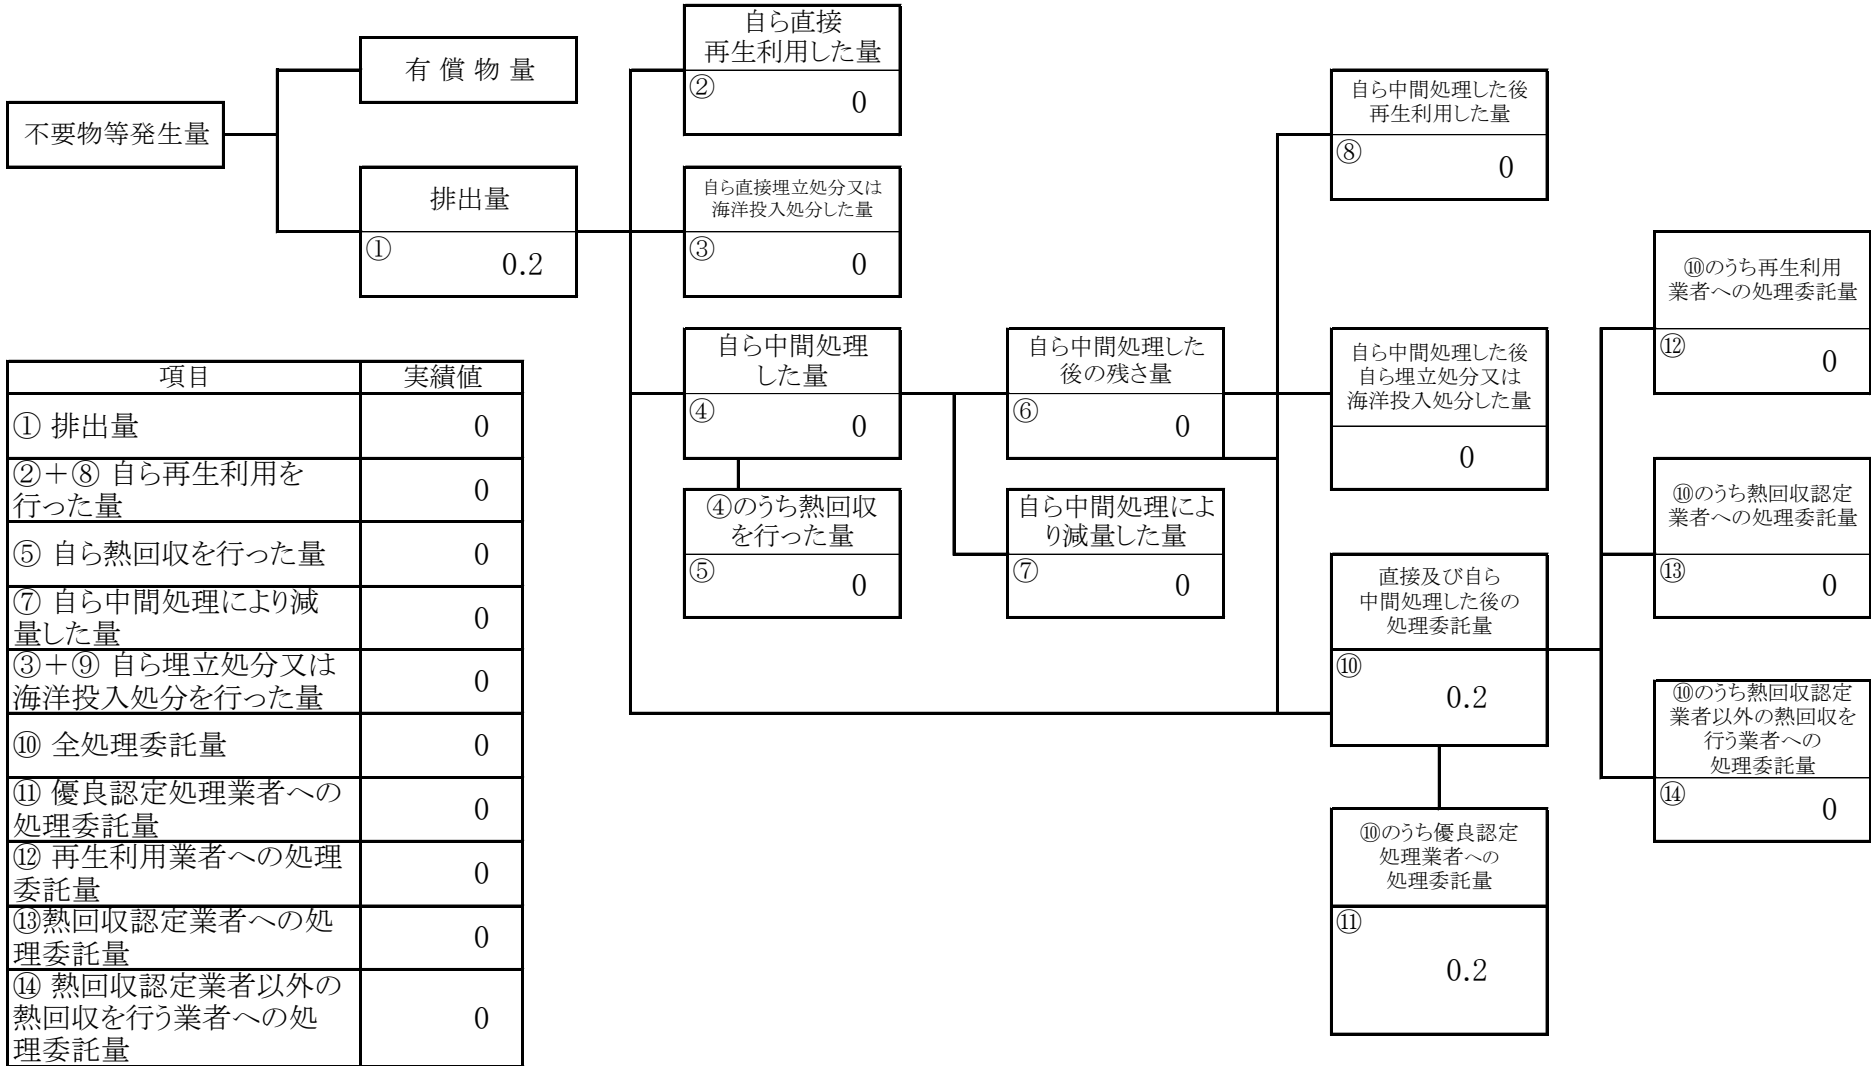 不要物等発生量
有 償 物 量
排出量
①
0.2
自ら直接
再生利用した量
②
0
自ら直接埋立処分又は
海洋投入処分した量
③
0
自ら中間処理
した量
④
0
④のうち熱回収
を行った量
⑤
0
自ら中間処理した
後の残さ量
⑥
0
自ら中間処理によ
り減量した量
⑦
0
自ら中間処理した後
再生利用した量
⑧
0
自ら中間処理した後
自ら埋立処分又は
海洋投入処分した量
0
直接及び自ら
中間処理した後の
処理委託量
⑩
0.2
⑩のうち優良認定
処理業者への
処理委託量
⑪
0.2
⑩のうち再生利用
業者への処理委託量
⑫
0
⑩のうち熱回収認定
業者への処理委託量
⑬
0
⑩のうち熱回収認定
業者以外の熱回収を
行う業者への
処理委託量
⑭
0
項目 実績値
① 排出量 0
②＋⑧ 自ら再生利用を
行った量 0
⑤ 自ら熱回収を行った量 0
⑦ 自ら中間処理により減
量した量 0
③＋⑨ 自ら埋立処分又は
海洋投入処分を行った量 0
⑩ 全処理委託量 0
⑪ 優良認定処理業者への
処理委託量 0
⑫ 再生利用業者への処理
委託量 0
⑬熱回収認定業者への処
理委託量 0
⑭ 熱回収認定業者以外の
熱回収を行う業者への処
理委託量 0